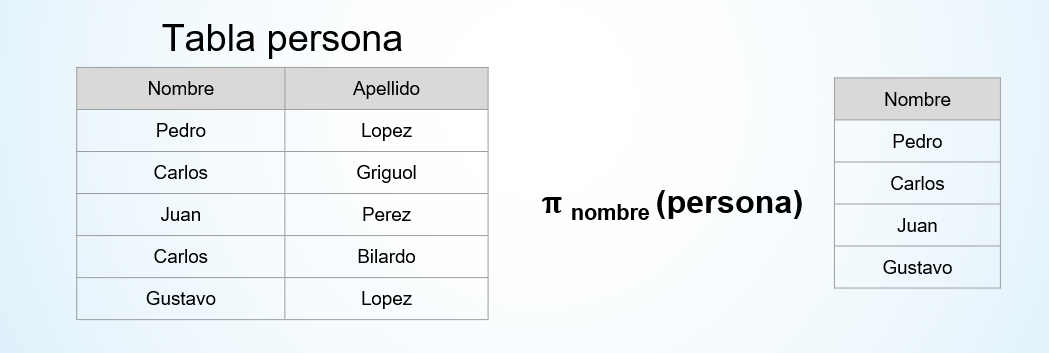 Tabla persona
Nombre Apellido
Pedro Lopez
Carlos Griguol
Juan Perez
Carlos Bilardo
Gustavo Lopez
π nombre (persona)
Nombre
Pedro
Carlos
Juan
Gustavo